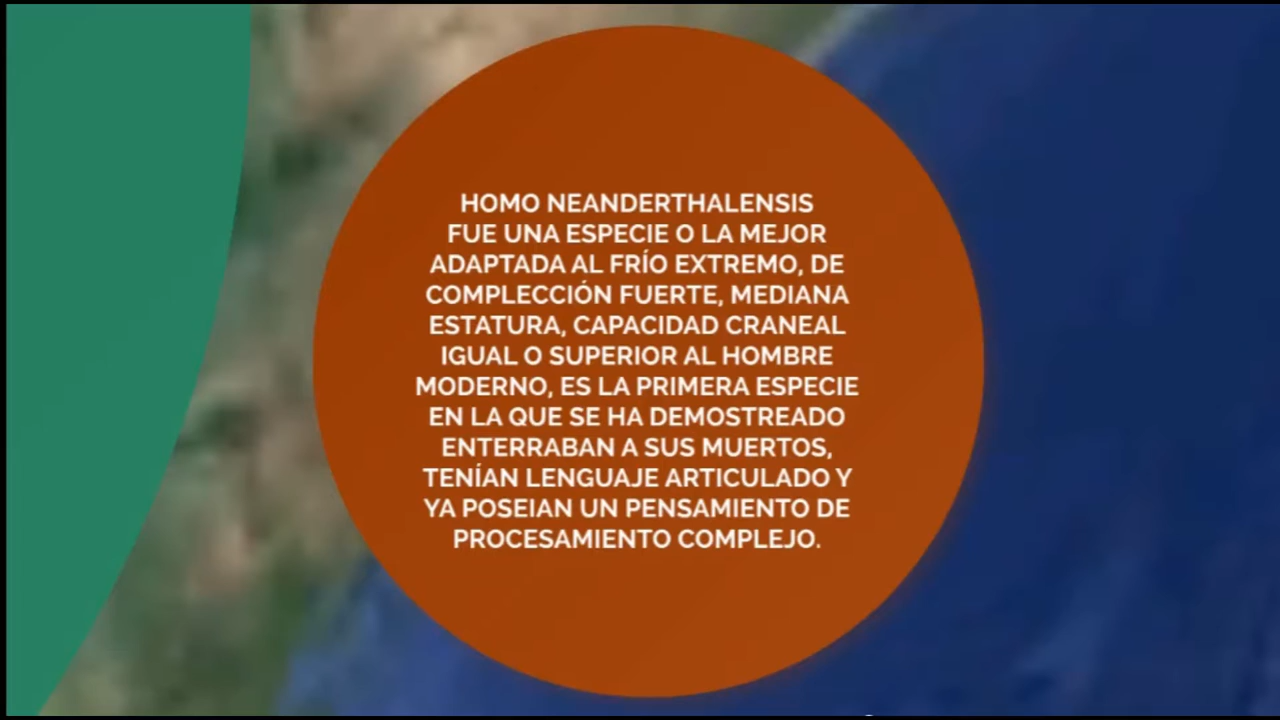 HOMO NEANDERTHALENSIS
FUE UNA ESPECIE O LA MEJOR
ADAPTADA AL FRÍO EXTREMO, DE
COMPLECCIÓN FUERTE, MEDIANA
ESTATURA, CAPACIDAD CRANEAL
IGUAL O SUPERIOR AL HOMBRE
MODERNO, ES LA PRIMERA ESPECIE
EN LA QUE SE HA DEMOSTREADO
ENTERRABAN A SUS MUERTOS,
TENÍAN LENGUAJE ARTICULADO Y
YA POSEIAN UN PENSAMIENTO DE
PROCESAMIENTO COMPLEJO.